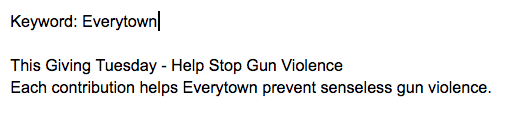 Keyword: Everytown
This Giving Tuesday - Help Stop Gun Violence
Each contribution helps Everytown prevent senseless gun violence.